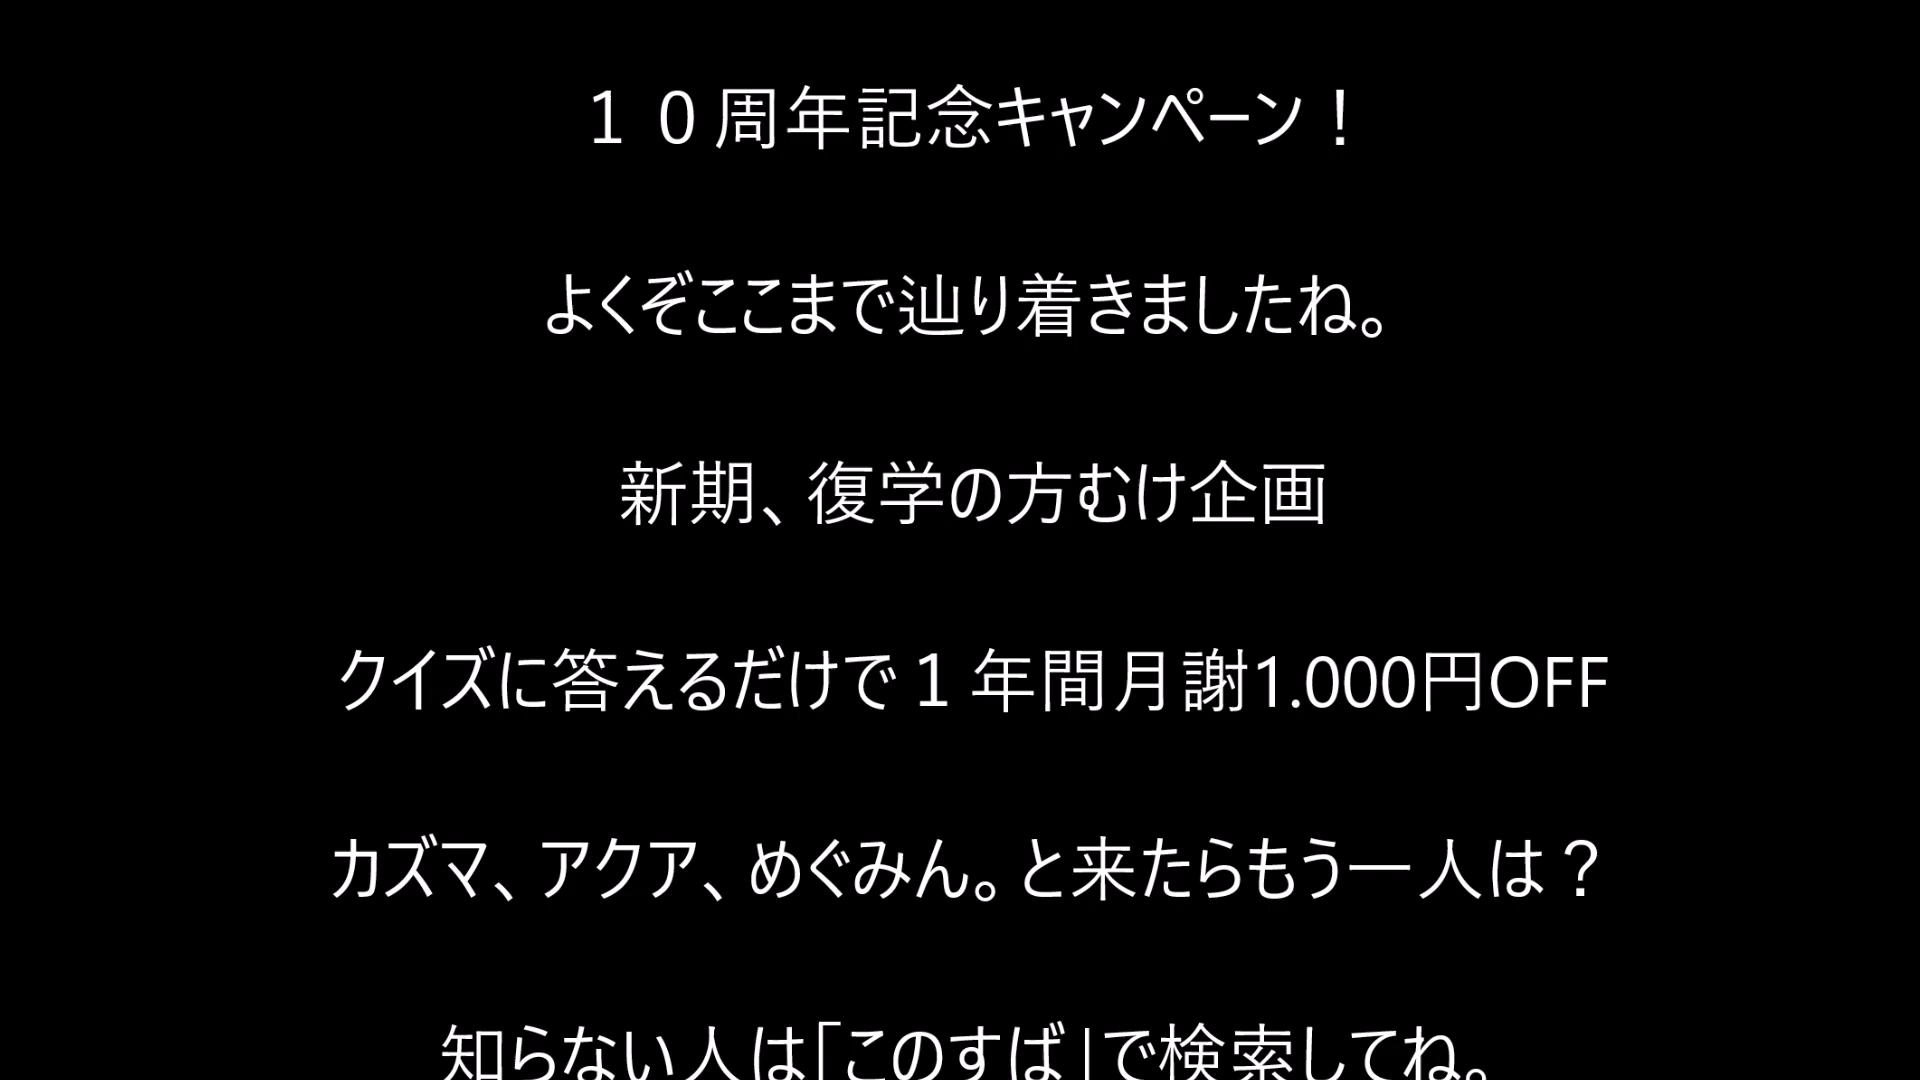 １０周年記念キャンペーン！
よくぞここまで辿り着きましたね。
新期、復学の方むけ企画
クイズに答えるだけで１年間月謝1.000円OFF
カズマ、アクア、めぐみん。と来たらもう一人は？
知らない人は「このすば」で検索してね。